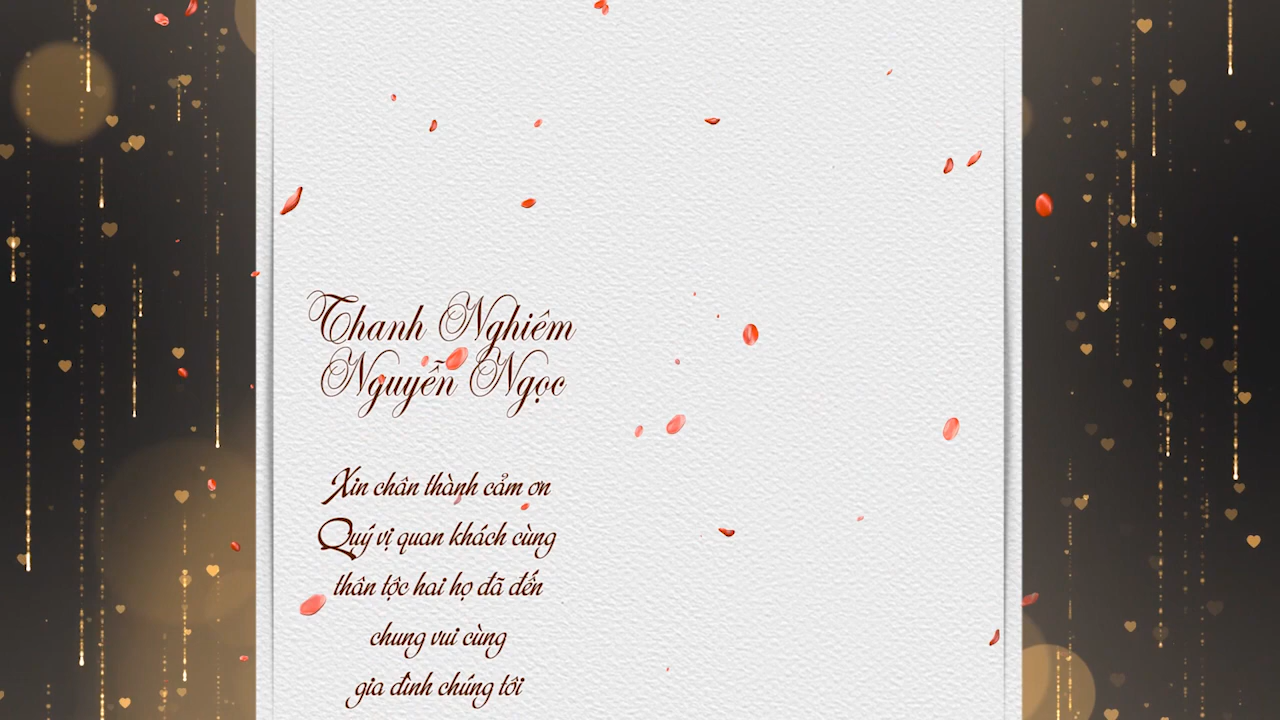 Thanh Nghiêm
Nguyễn Ngọc
Xin chân thành cảm ơn
Quý vị quan khách cùng
thân tộc hai họ đã đến
chung vui cùng
gia đình chúng tôi